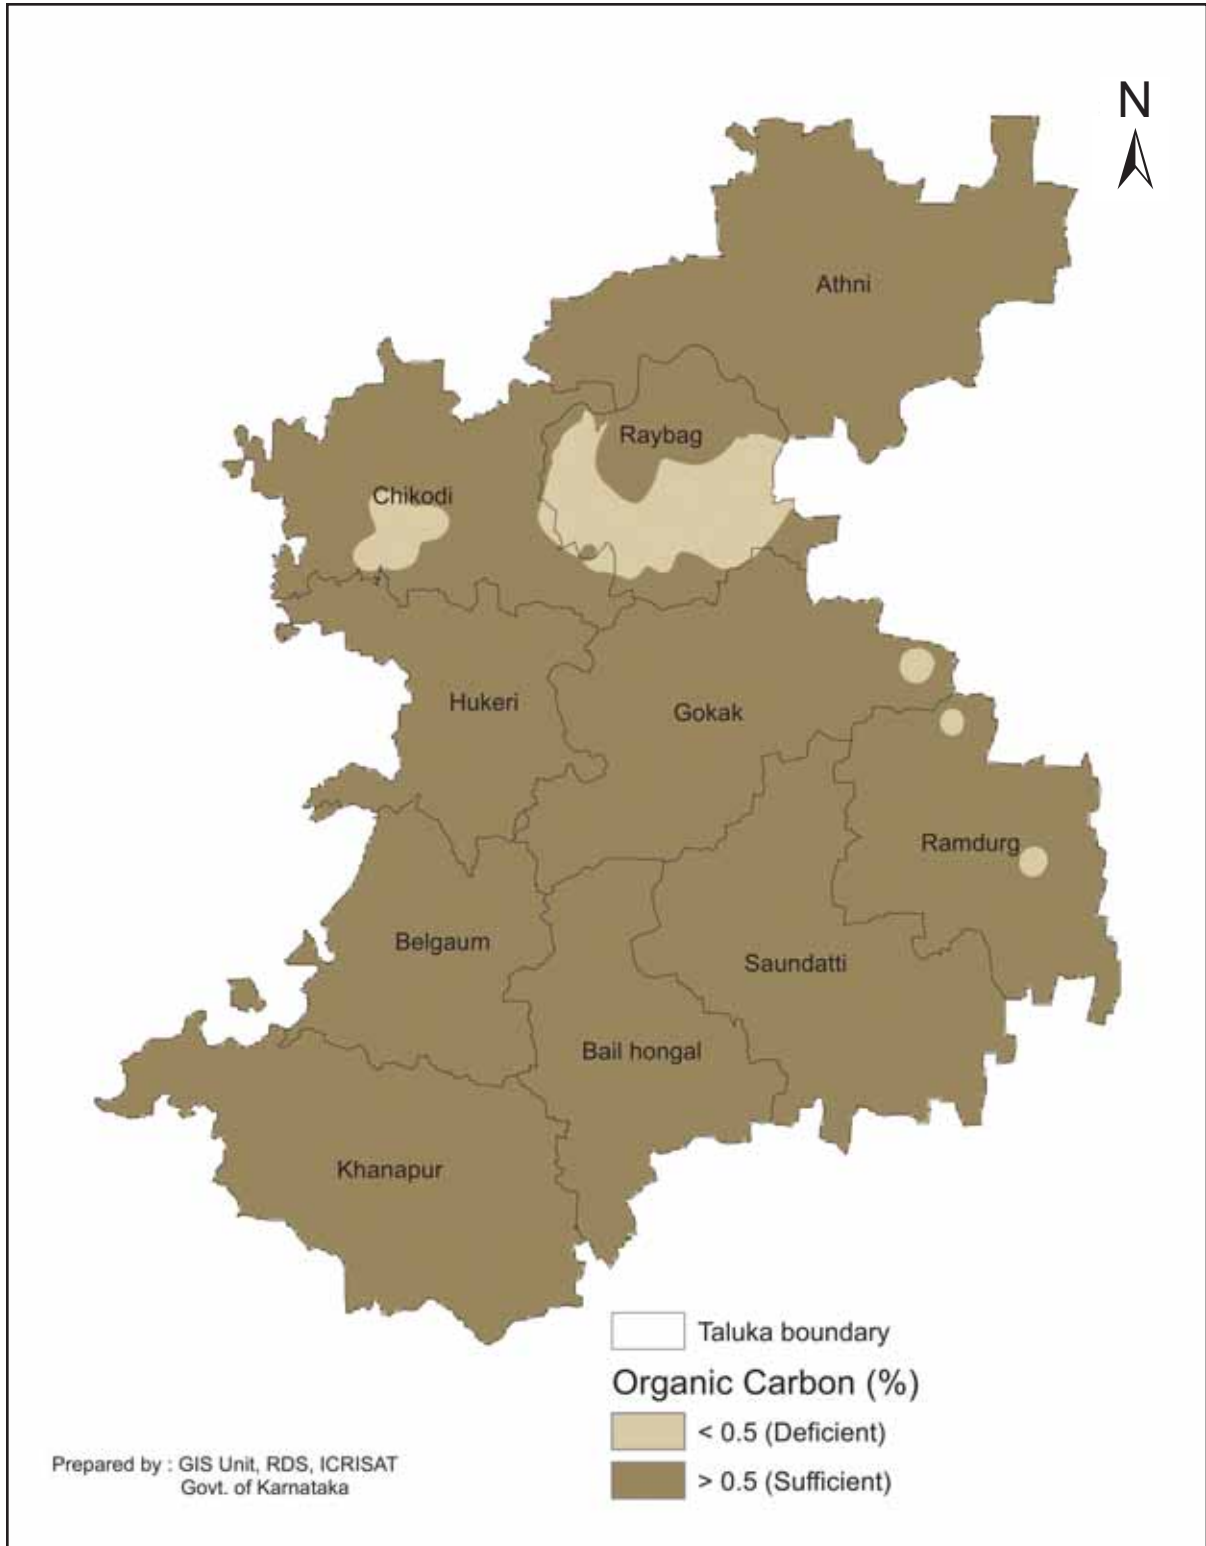 N
Athni
Raybag
Chikodi
Hukeri
Gokak
Ramdurg
Belgaum
Saundatti
Bail hongal
Khanapur
Taluka boundary
Organic Carbon (%)
< 0.5 (Deficient)
> 0.5 (Sufficient)
Prepared by : GIS Unit, RDS, ICRISAT
Govt. of Karnataka